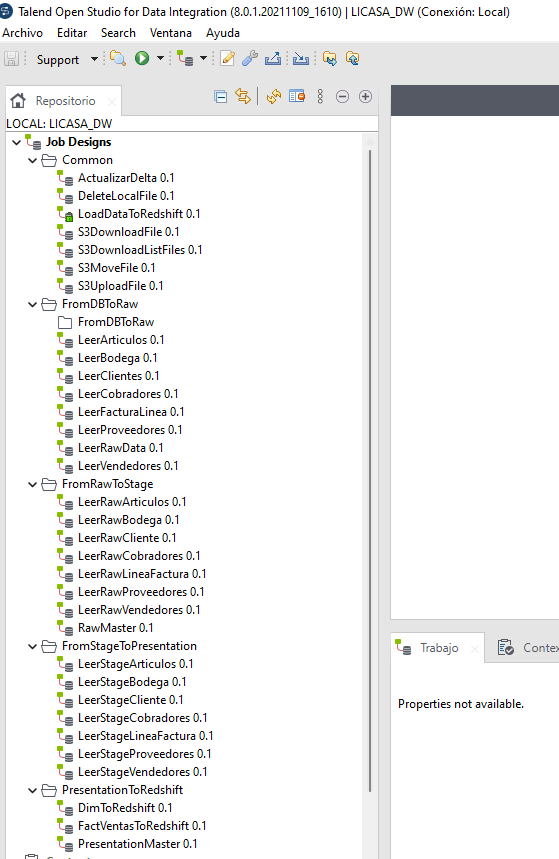 Talend Open Studio for Data Integration (8.0.1.20211109_1610) | LICASA_DW (Conexión: Local)
Archivo Editar Search Ventana Ayuda
Support
Repositorio
LOCAL: LICASA_DW
Job Designs
Common
ActualizarDelta 0.1
DeleteLocalFile 0.1
LoadDataToRedshift 0.1
S3DownloadFile 0.1
S3DownloadListFiles 0.1
S3MoveFile 0.1
S3UploadFile 0.1
FromDBToRaw
FromDBToRaw
LeerArticulos 0.1
LeerBodega 0.1
LeerClientes 0.1
LeerCobradores 0.1
LeerFacturaLinea 0.1
LeerProveedores 0.1
LeerRawData 0.1
LeerVendedores 0.1
FromRawToStage
LeerRawArticulos 0.1
LeerRawBodega 0.1
LeerRawCliente 0.1
LeerRawCobradores 0.1
LeerRawLineaFactura 0.1
LeerRawProveedores 0.1
LeerRawVendedores 0.1
RawMaster 0.1
FromStageToPresentation
LeerStageArticulos 0.1
LeerStageBodega 0.1
LeerStageCliente 0.1
LeerStageCobradores 0.1
LeerStageLineaFactura 0.1
LeerStageProveedores 0.1
LeerStageVendedores 0.1
PresentationToRedshift
DimToRedshift 0.1
FactVentasToRedshift 0.1
PresentationMaster 0.1
Trabajo Contex
Properties not available.